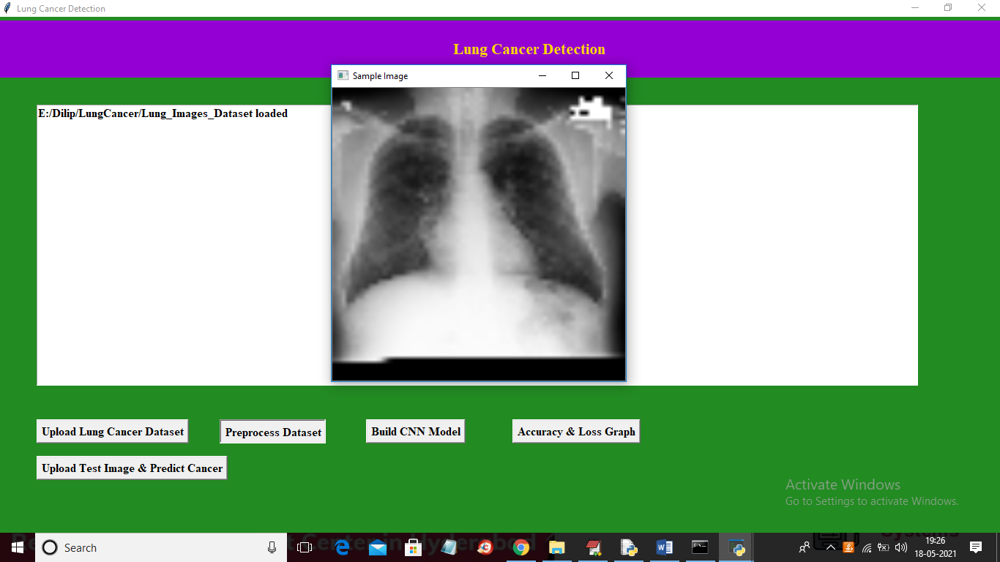 Lung Cancer Detection
Lung Cancer Detection
Sample Image
E:/Dilip/LungCancer/Lung_Images_Dataset loaded
Upload Lung Cancer Dataset
Preprocess Dataset
Build CNN Model
Accuracy & Loss Graph
Upload Test Image & Predict Cancer
Activate Windows
Go to Settings to activate Windows.
Search
19:26
18-05-2021